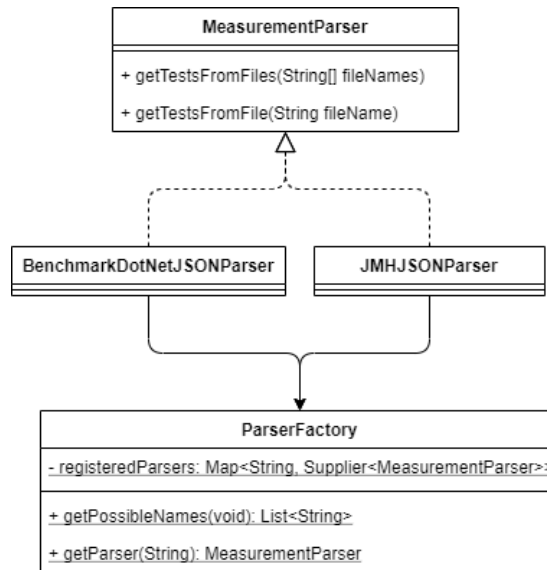 MeasurementParser
+ getTestsFromFiles(String[] fileNames)
+ getTestsFromFile(String fileName)
BenchmarkDotNetJSONParser
JMHJSONParser
ParserFactory
- registeredParsers: Map<String, Supplier<MeasurementParser>>
+ getPossibleNames(void): List<String>
+ getParser(String): MeasurementParser